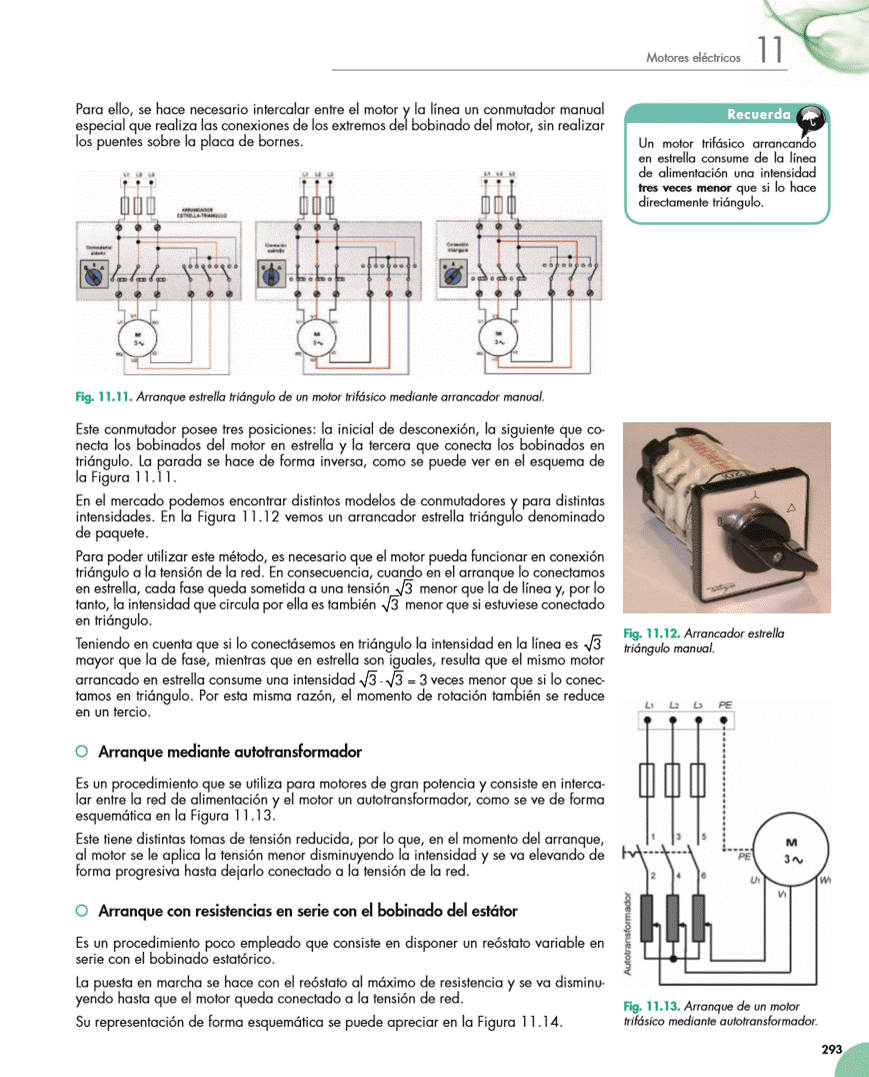 Motores eléctricos 11
Para ello, se hace necesario intercalar entre el motor y la línea un conmutador manual
especial que realiza las conexiones de los extremos del bobinado del motor, sin realizar
los puentes sobre la placa de bornes.
Recuerda
Un motor trifásico arrancando
en estrella consume de la línea
de alimentación una intensidad
tres veces menor que si lo hace
directamente triángulo.
L1 L2 L3
ARRANCADOR
ESTRELLA-TRIANGULO
Conmutador
M
3~
U1 V1 W1
W2 U2 V2
L1 L2 L3
Conexión
estrella
M
3~
L1 L2 L3
Conexión
triángulo
M
3~
Fig. 11.11. Arranque estrella triángulo de un motor trifásico mediante arrancador manual.
Este conmutador posee tres posiciones: la inicial de desconexión, la siguiente que co-
necta los bobinados del motor en estrella y la tercera que conecta los bobinados en
triángulo. La parada se hace de forma inversa, como se puede ver en el esquema de
la Figura 11.11.
En el mercado podemos encontrar distintos modelos de conmutadores y para distintas
intensidades. En la Figura 11.12 vemos un arrancador estrella triángulo denominado
de paquete.
Para poder utilizar este método, es necesario que el motor pueda funcionar en conexión
triángulo a la tensión de la red. En consecuencia, cuando en el arranque lo conectamos
en estrella, cada fase queda sometida a una tensión √3 menor que la de línea y, por lo
tanto, la intensidad que circula por ella es también √3 menor que si estuviese conectado
en triángulo.
Teniendo en cuenta que si lo conectásemos en triángulo la intensidad en la línea es √3
mayor que la de fase, mientras que en estrella son iguales, resulta que el mismo motor
arrancado en estrella consume una intensidad √3 · √3 = 3 veces menor que si lo conec-
tamos en triángulo. Por esta misma razón, el momento de rotación también se reduce
en un tercio.
Fig. 11.12. Arrancador estrella
triángulo manual.
Arranque mediante autotransformador
Es un procedimiento que se utiliza para motores de gran potencia y consiste en interca-
lar entre la red de alimentación y el motor un autotransformador, como se ve de forma
esquemática en la Figura 11.13.
Este tiene distintas tomas de tensión reducida, por lo que, en el momento del arranque,
al motor se le aplica la tensión menor disminuyendo la intensidad y se va elevando de
forma progresiva hasta dejarlo conectado a la tensión de la red.
Arranque con resistencias en serie con el bobinado del estátor
Es un procedimiento poco empleado que consiste en disponer un reóstato variable en
serie con el bobinado estatórico.
La puesta en marcha se hace con el reóstato al máximo de resistencia y se va disminu-
yendo hasta que el motor queda conectado a la tensión de red.
Su representación de forma esquemática se puede apreciar en la Figura 11.14.
L1 L2 L3 PE
1 3 5
2 4 6
M
3~
PE
U1 V1 W1
Autotransformador
Fig. 11.13. Arranque de un motor
trifásico mediante autotransformador.
293